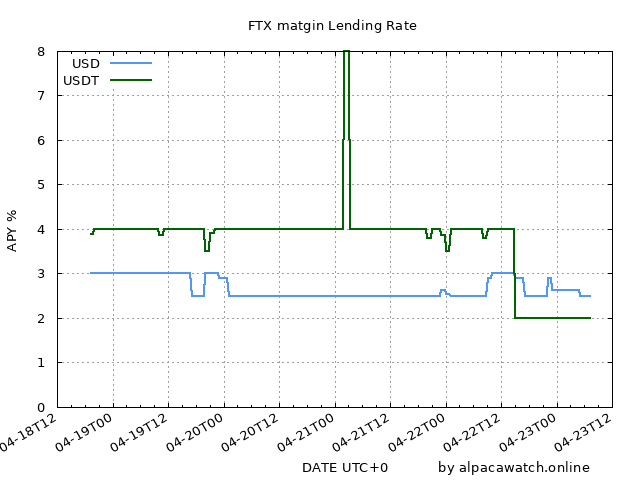 FTX matgin Lending Rate
USD
USDT
8
7
6
5
4
3
2
1
0
APY %
04-18T12
04-19T00
04-19T12
04-20T00
04-20T12
04-21T00
04-21T12
04-22T00
04-22T12
04-23T00
04-23T12
DATE UTC+0
by alpacawatch.online